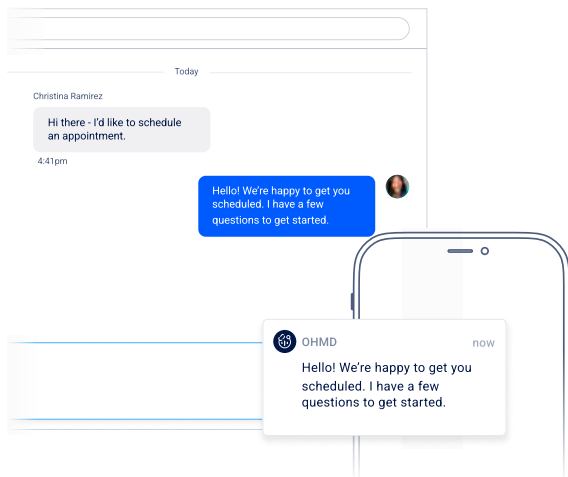 Today
Christina Ramirez
Hi there - I'd like to schedule
an appointment.
4:41pm
Hello! We're happy to get you
scheduled. I have a few
questions to get started.
OHMD
now
Hello! We're happy to get you
scheduled. I have a few
questions to get started.